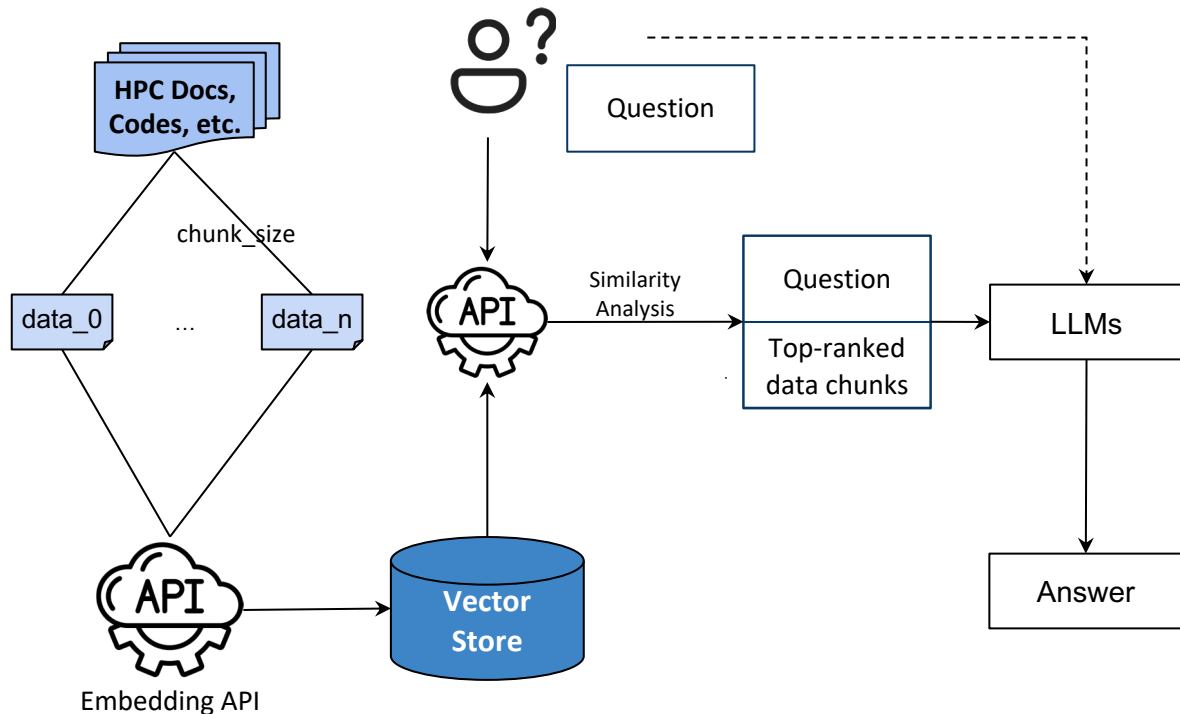 HPC Docs,
Codes, etc.
?
Question
chunk_size
data_0
...
data_n
API
Similarity
Analysis
Question
Top-ranked
data chunks
LLMs
API
Embedding API
Vector
Store
Answer